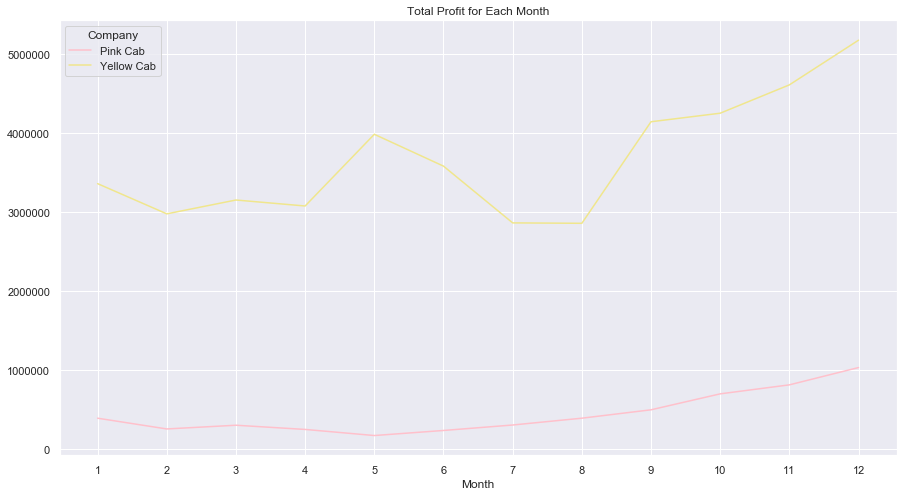 Total Profit for Each Month
Company
Pink Cab
Yellow Cab
5000000
4000000
3000000
2000000
1000000
0
1 2 3 4 5 6 7 8 9 10 11 12
Month